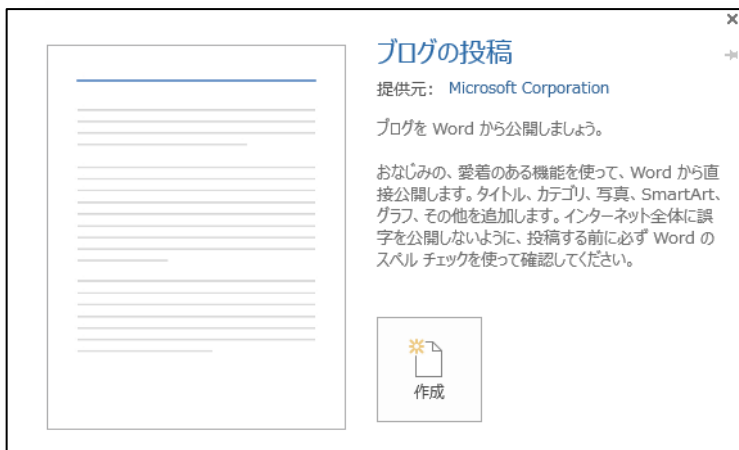 ブログの投稿
提供元: Microsoft Corporation
ブログを Word から公開しましょう。
おなじみの、愛着のある機能を使って、Word から直
接公開します。タイトル、カテゴリ、写真、SmartArt、
グラフ、その他を追加します。インターネット全体に誤
字を公開しないように、投稿する前に必ず Word の
スペル チェックを使って確認してください。
作成